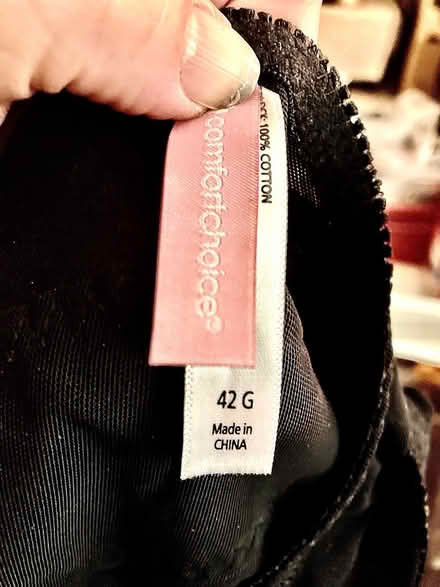 comfortchoice®
100% COTTON
42 G
Made in
CHINA